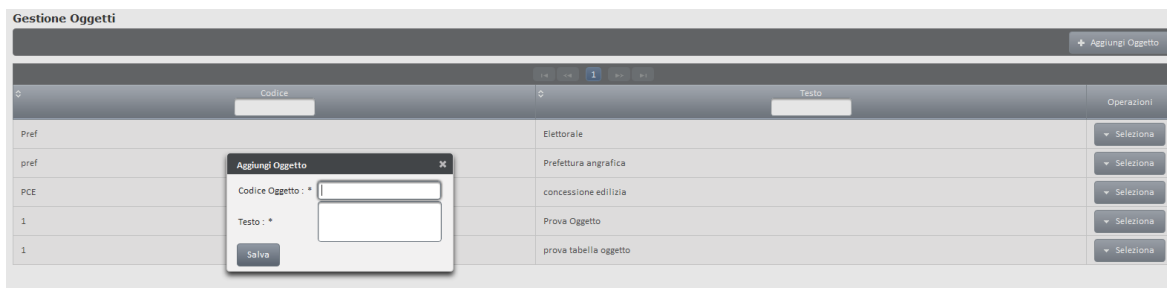 Gestione Oggetti
+ Aggiungi Oggetto
1
Codice Testo Operazioni
Pref Elettorale Seleziona
pref Prefettura angrafica Seleziona
PCE concessione edilizia Seleziona
1 Prova Oggetto Seleziona
1 prova tabella oggetto Seleziona
Aggiungi Oggetto
Codice Oggetto : *
Testo : *
Salva